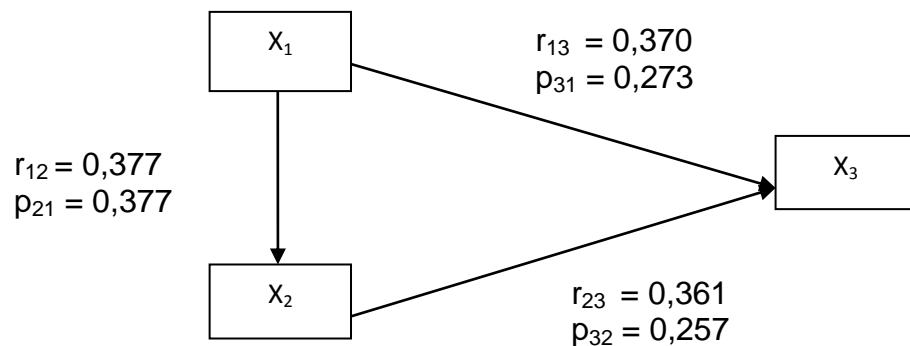 X₁
r₁₃ = 0,370
p₃₁ = 0,273
r₁₂ = 0,377
p₂₁ = 0,377
X₃
X₂
r₂₃ = 0,361
p₃₂ = 0,257